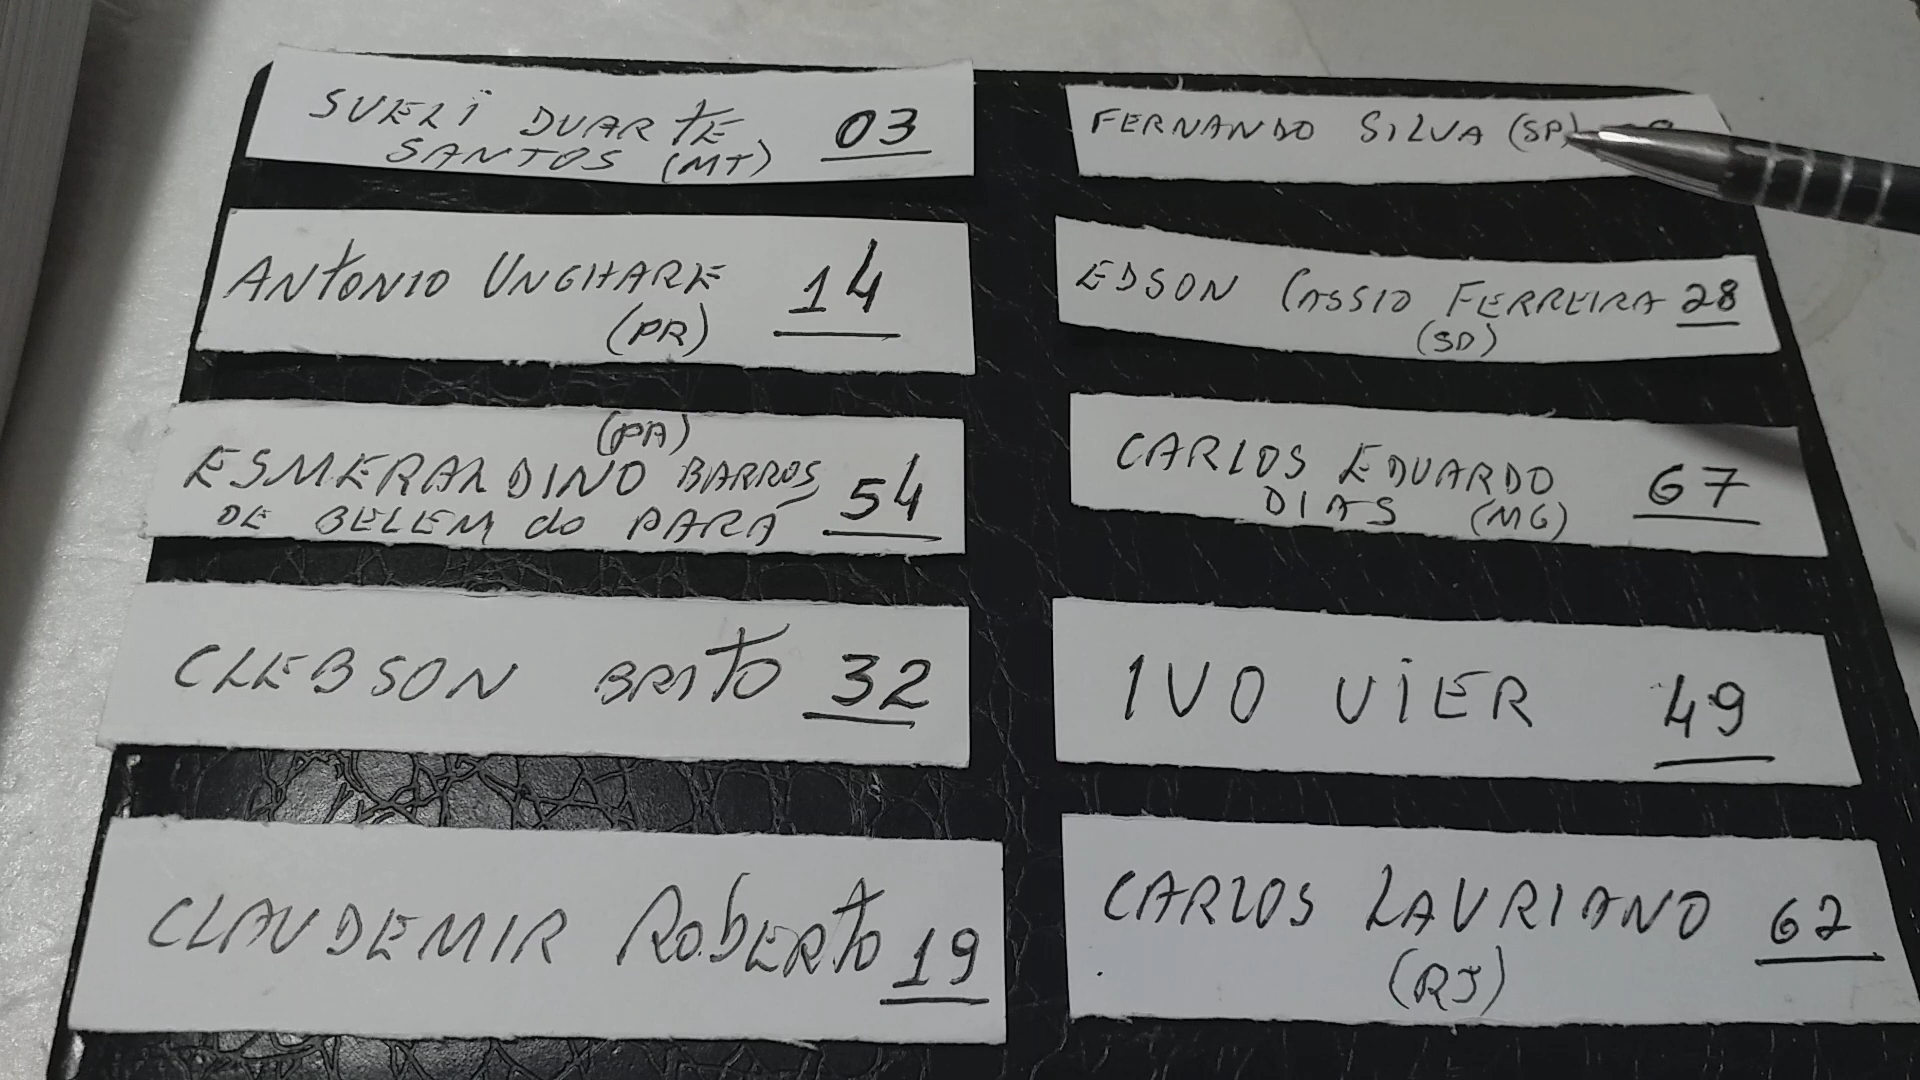 SUELI DUARTE
SANTOS (MT) 03
ANTONIO UNGHARE 14
(PR)
(PA)
ESMERALDINO BARROS
DE BELEM do PARÁ 54
CLEBSON BRITO 32
CLAUDEMIR ROBERTO 19
FERNANDO SILVA (SP)
EDSON CASSIO FERREIRA 28
(SP)
CARLOS EDUARDO
DIAS (MG) 67
IVO VIER 49
CARLOS LAURIANO 62
(RJ)